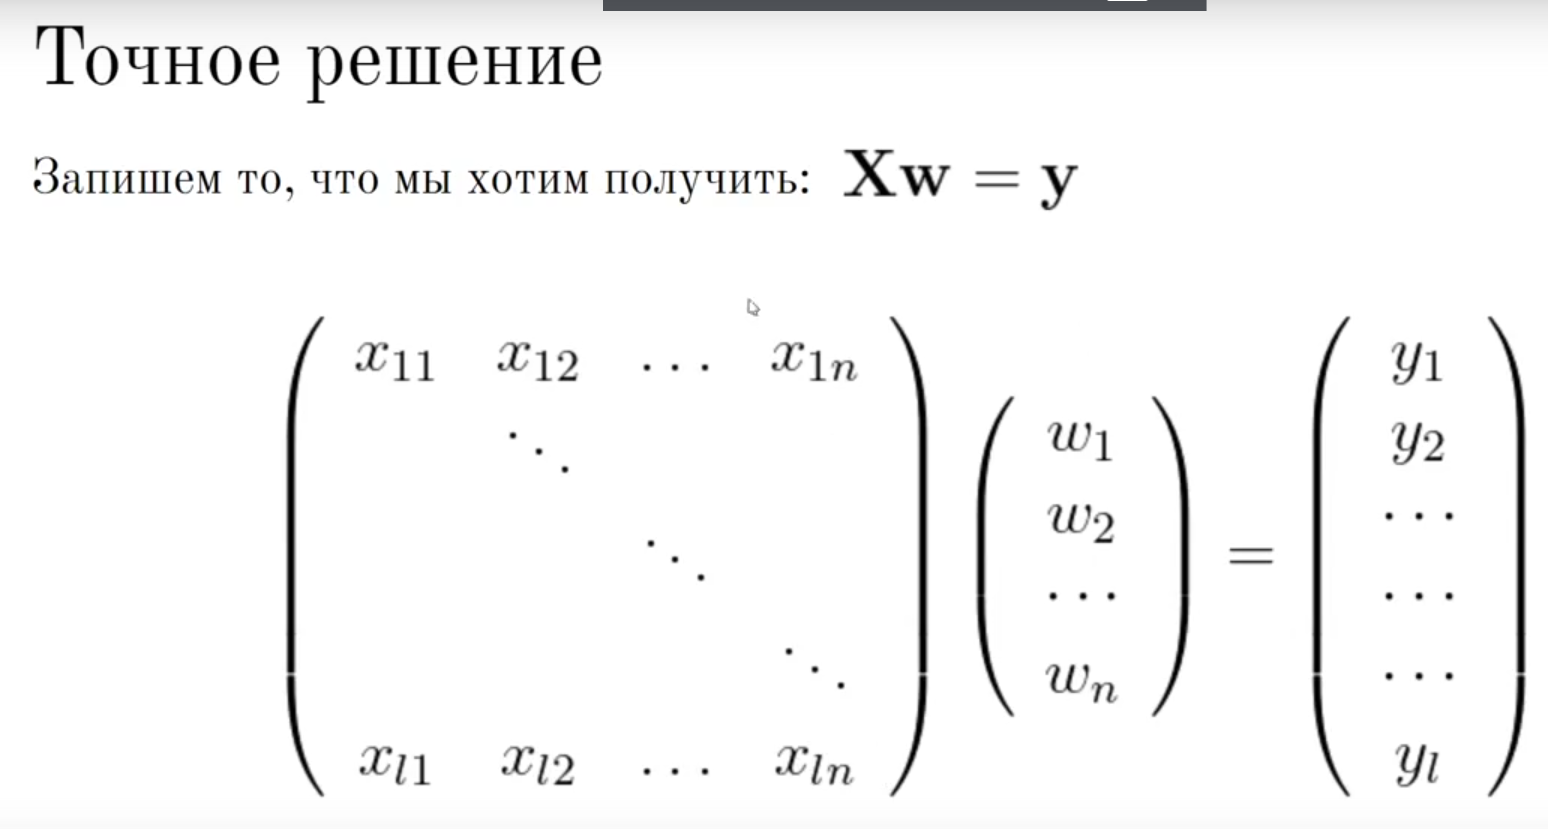 Точное решение
Запишем то, что мы хотим получить: Xw = y
x11 x12 ... x1n
w1
w2
...
wn
=
y1
y2
...
...
...
yl
xl1 xl2 ... xln